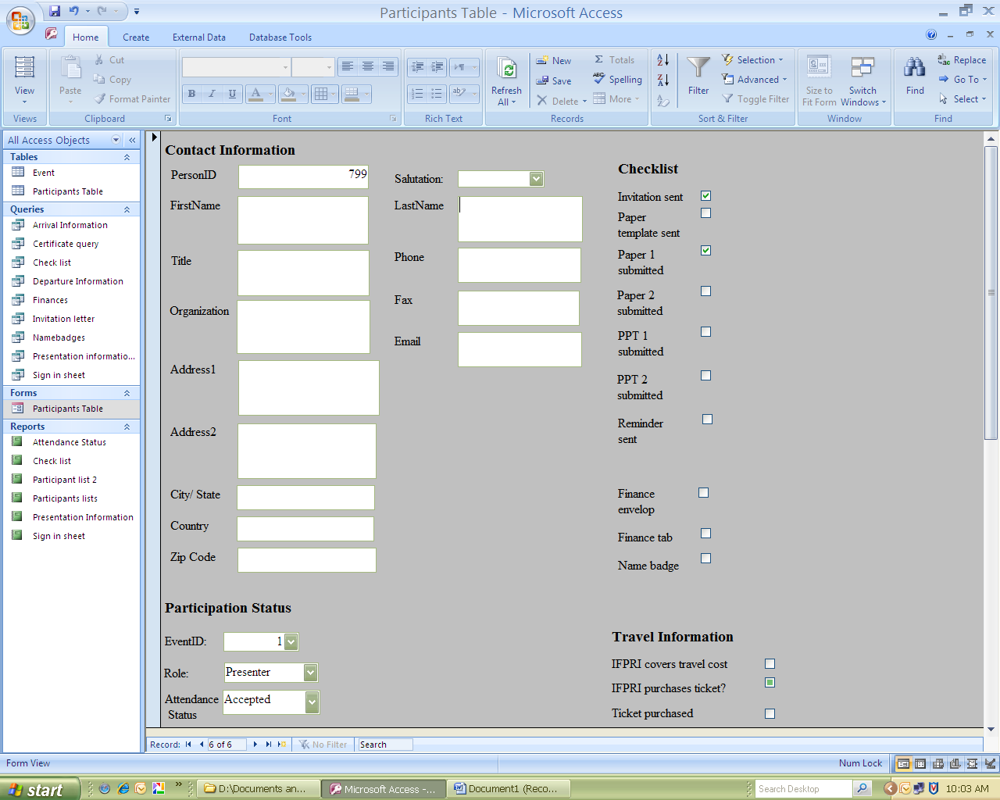 Participants Table - Microsoft Access
Home Create External Data Database Tools
View
Views
Paste
Cut
Copy
Format Painter
Clipboard
B I U A
Font
Rich Text
Refresh All
New
Save
Delete
Totals
Spelling
More
Records
Filter
Selection
Advanced
Toggle Filter
Sort & Filter
Size to Fit Form
Switch Windows
Window
Find
Replace
Go To
Select
Find
All Access Objects
Tables
Event
Participants Table
Queries
Arrival Information
Certificate query
Check list
Departure Information
Finances
Invitation letter
Namebadges
Presentation informatio...
Sign in sheet
Forms
Participants Table
Reports
Attendance Status
Check list
Participant list 2
Participants lists
Presentation Information
Sign in sheet
Contact Information
PersonID 799
FirstName
Title
Organization
Address1
Address2
City/ State
Country
Zip Code
Salutation:
LastName
Phone
Fax
Email
Checklist
Invitation sent
Paper
template sent
Paper 1
submitted
Paper 2
submitted
PPT 1
submitted
PPT 2
submitted
Reminder
sent
Finance
envelop
Finance tab
Name badge
Participation Status
EventID: 1
Role: Presenter
Attendance Accepted
Status
Travel Information
IFPRI covers travel cost
IFPRI purchases ticket?
Ticket purchased
Record: 6 of 6 No Filter Search
Form View Num Lock
start D:\Documents an... Microsoft Access -... Document1 (Reco... Search Desktop 10:03 AM